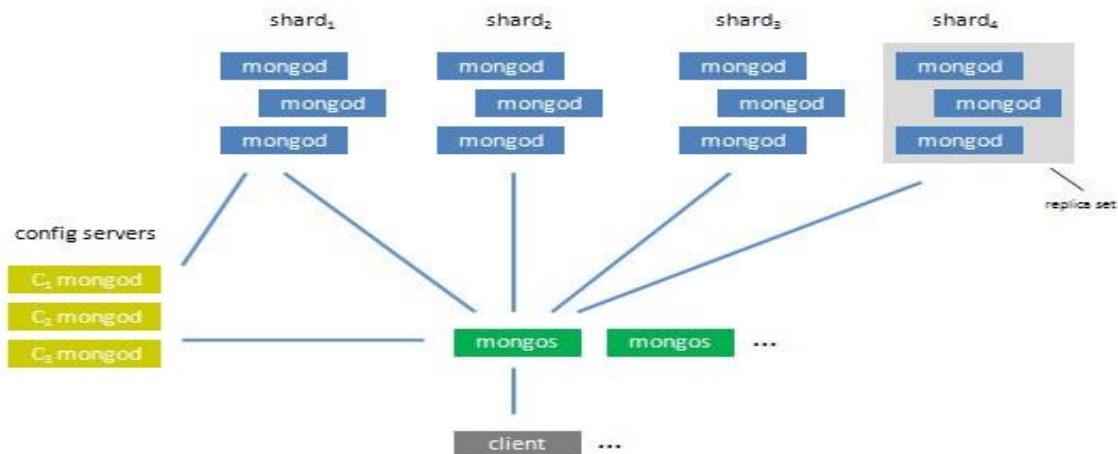 shard₁ shard₂ shard₃ shard₄
mongod mongod mongod mongod
mongod mongod mongod mongod
mongod mongod mongod mongod
replica set
config servers
C₁ mongod
C₂ mongod
C₃ mongod
mongos mongos ...
client ...